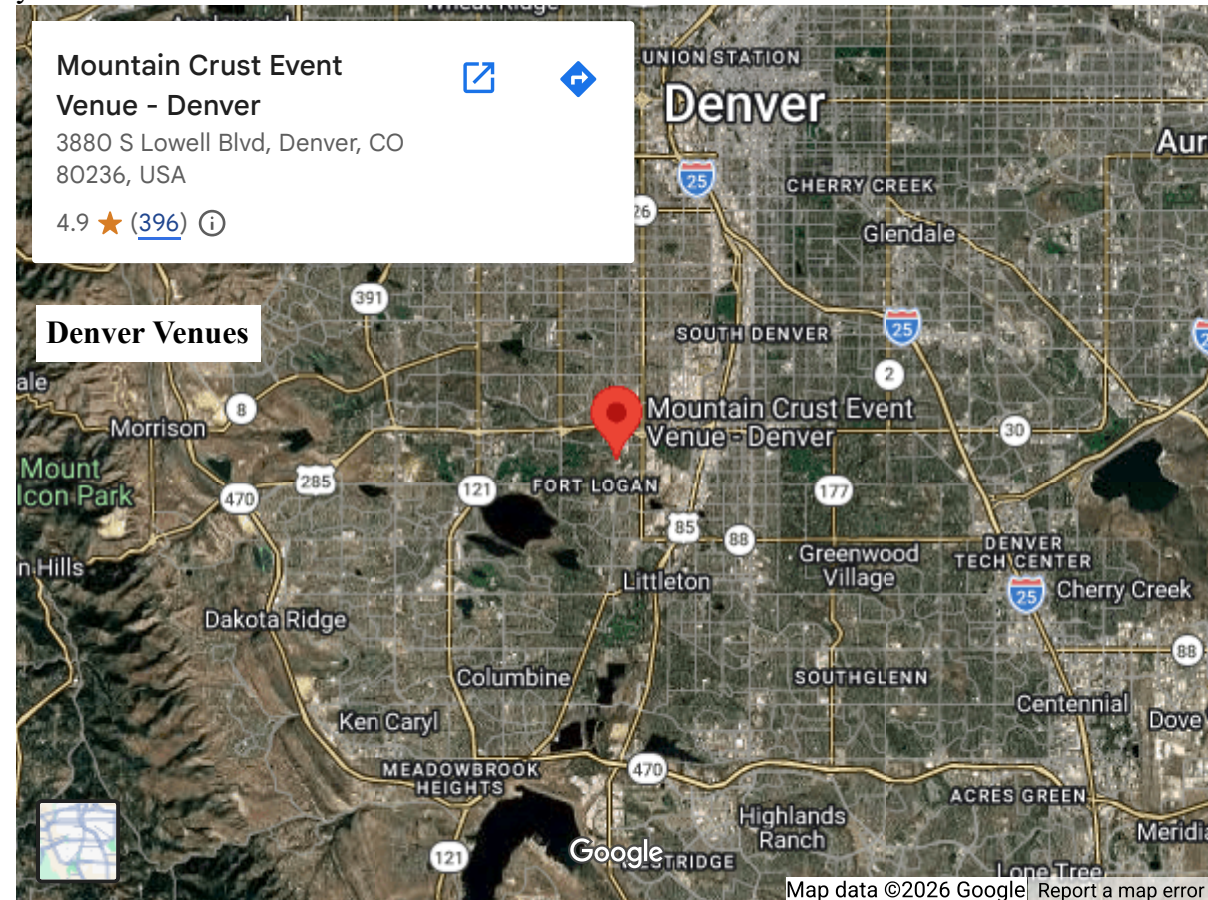 Mountain Crust Event
Venue - Denver
3880 S Lowell Blvd, Denver, CO
80236, USA
4.9 ★ (396)
UNION STATION
Denver
25
CHERRY CREEK
26
Glendale
391
Denver Venues
SOUTH DENVER
25
2
8
Morrison
Mountain Crust Event
Venue - Denver
30
285
470
121
FORT LOGAN
177
85
88
Greenwood
Village
DENVER
TECH CENTER
Littleton
25
Cherry Creek
Dakota Ridge
88
Columbine
SOUTHGLENN
Centennial
Dove
Ken Caryl
MEADOWBROOK
HEIGHTS
470
ACRES GREEN
Highlands
Ranch
121
Google
Lone Tree
Map data ©2026 Google
Report a map error